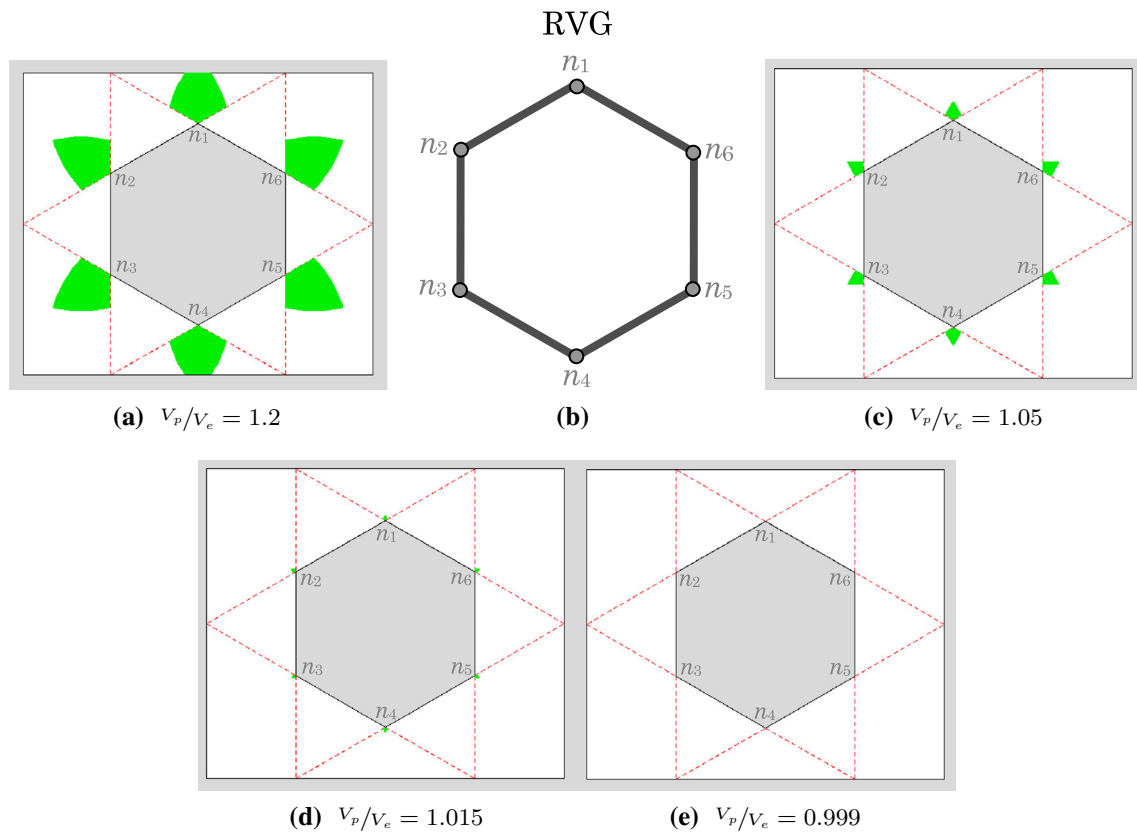 RVG
n1
n2
n6
n3
n5
n4
n1
n2
n6
n3
n5
n4
n1
n2
n6
n3
n5
n4
(a) Vp/Ve = 1.2
(b)
(c) Vp/Ve = 1.05
n1
n2
n6
n3
n5
n4
n1
n2
n6
n3
n5
n4
(d) Vp/Ve = 1.015
(e) Vp/Ve = 0.999